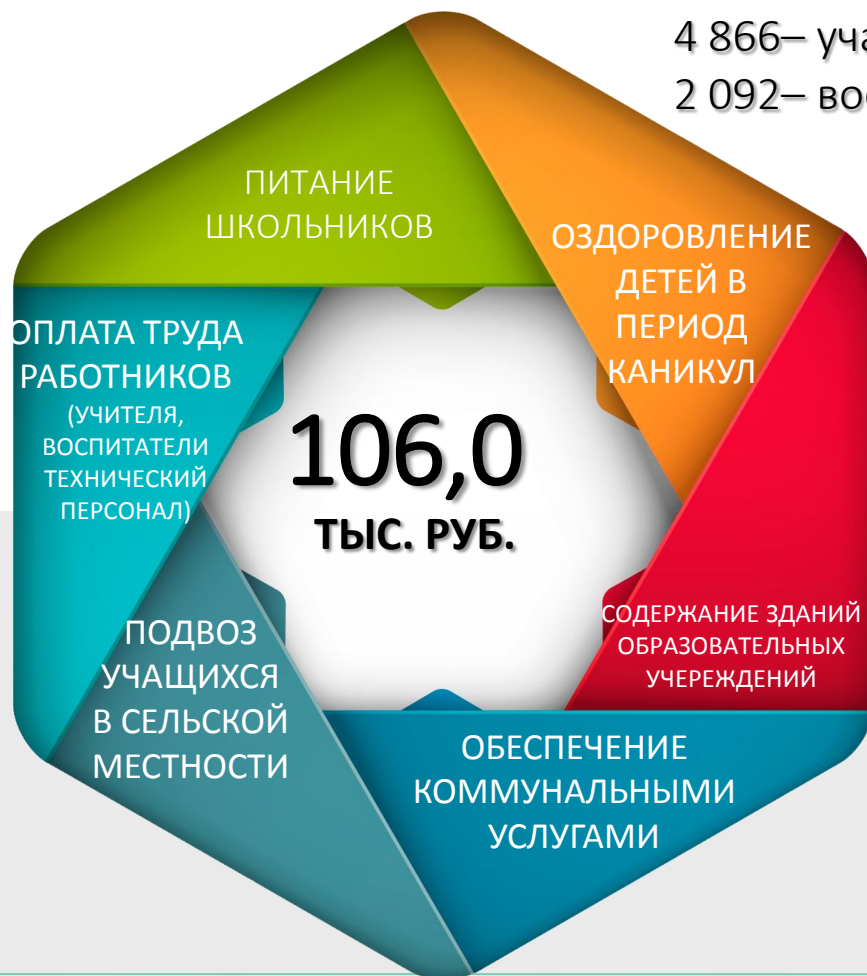 4 866– уча
2 092– вос
ПИТАНИЕ
ШКОЛЬНИКОВ
ОЗДОРОВЛЕНИЕ
ДЕТЕЙ В
ПЕРИОД
КАНИКУЛ
ОПЛАТА ТРУДА
РАБОТНИКОВ
(УЧИТЕЛЯ,
ВОСПИТАТЕЛИ
ТЕХНИЧЕСКИЙ
ПЕРСОНАЛ)
106,0
ТЫС. РУБ.
СОДЕРЖАНИЕ ЗДАНИЙ
ОБРАЗОВАТЕЛЬНЫХ
УЧЕРЕЖДЕНИЙ
ПОДВОЗ
УЧАЩИХСЯ
В СЕЛЬСКОЙ
МЕСТНОСТИ
ОБЕСПЕЧЕНИЕ
КОММУНАЛЬНЫМИ
УСЛУГАМИ